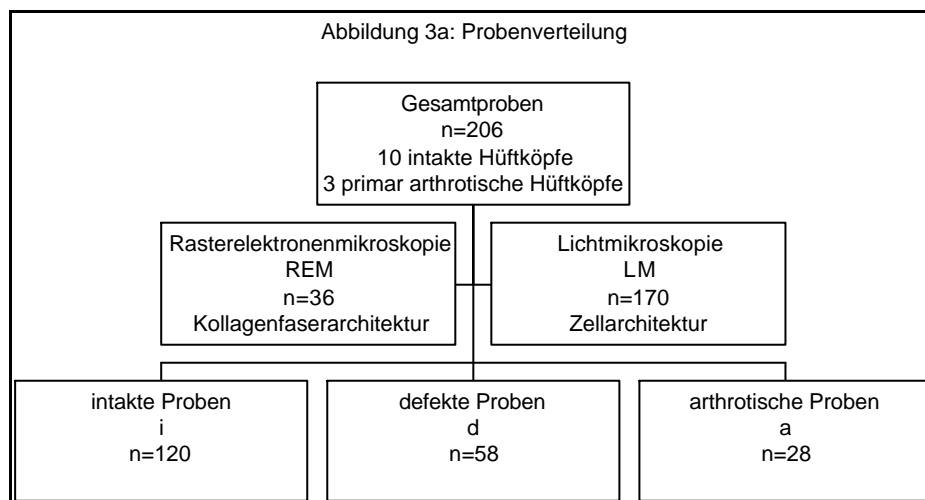 Abbildung 3a: Probenverteilung
Gesamtproben
n=206
10 intakte Hüftköpfe
3 primar arthrotische Hüftköpfe
Rasterelektronenmikroskopie
REM
n=36
Kollagenfaserarchitektur
Lichtmikroskopie
LM
n=170
Zellarchitektur
intakte Proben
i
n=120
defekte Proben
d
n=58
arthrotische Proben
a
n=28